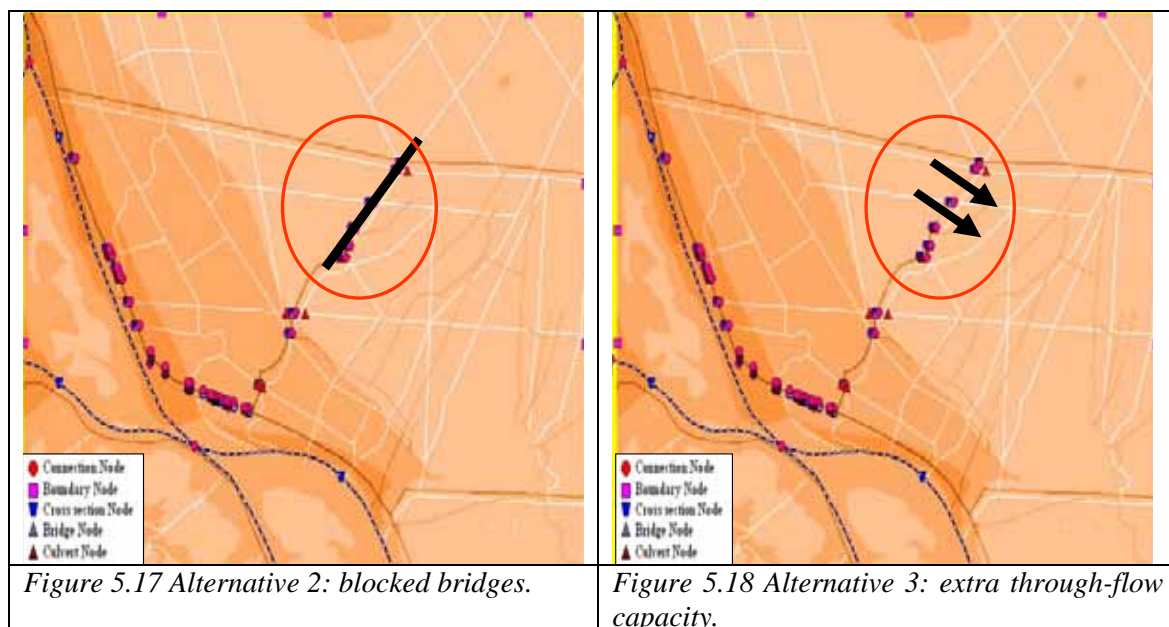 Connection Node
Boundary Node
Cross section Node
Bridge Node
Culvert Node
Connection Node
Boundary Node
Cross section Node
Bridge Node
Culvert Node
Figure 5.17 Alternative 2: blocked bridges.
Figure 5.18 Alternative 3: extra through-flow
capacity.